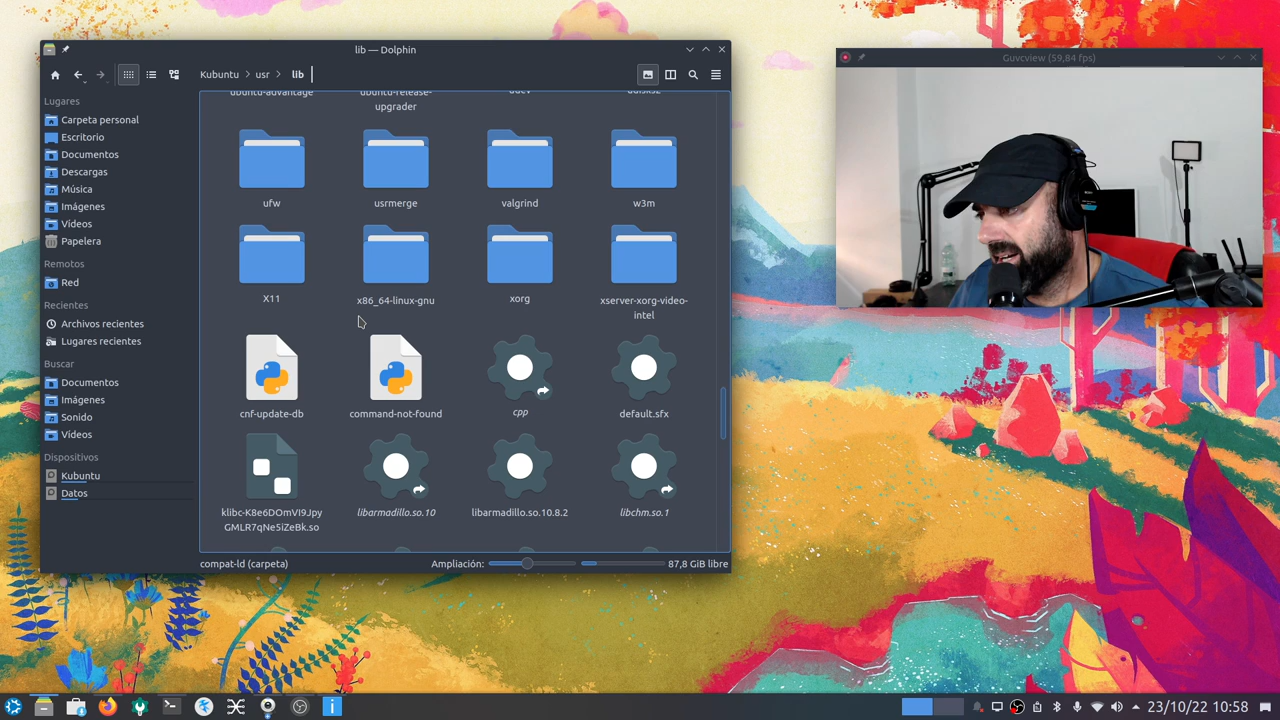 lib — Dolphin
Guvcview (59,84 fps)
Kubuntu > usr > lib
Lugares
Carpeta personal
Escritorio
Documentos
Descargas
Música
Imágenes
Vídeos
Papelera
Remotos
Red
Recientes
Archivos recientes
Lugares recientes
Buscar
Documentos
Imágenes
Sonido
Vídeos
Dispositivos
Kubuntu
Datos
ubuntu-advantage
ubuntu-release-
upgrader
udev
udisks2
ufw
usrmerge
valgrind
w3m
X11
x86_64-linux-gnu
xorg
xserver-xorg-video-
intel
cnf-update-db
command-not-found
cpp
default.sfx
klibc-K8e6DOmVI9JpyGMLR7qNe5iZeBk.so
libarmadillo.so.10
libarmadillo.so.10.8.2
libchm.so.1
compat-ld (carpeta)
Ampliación:
87,8 GiB libre
23/10/22 10:58